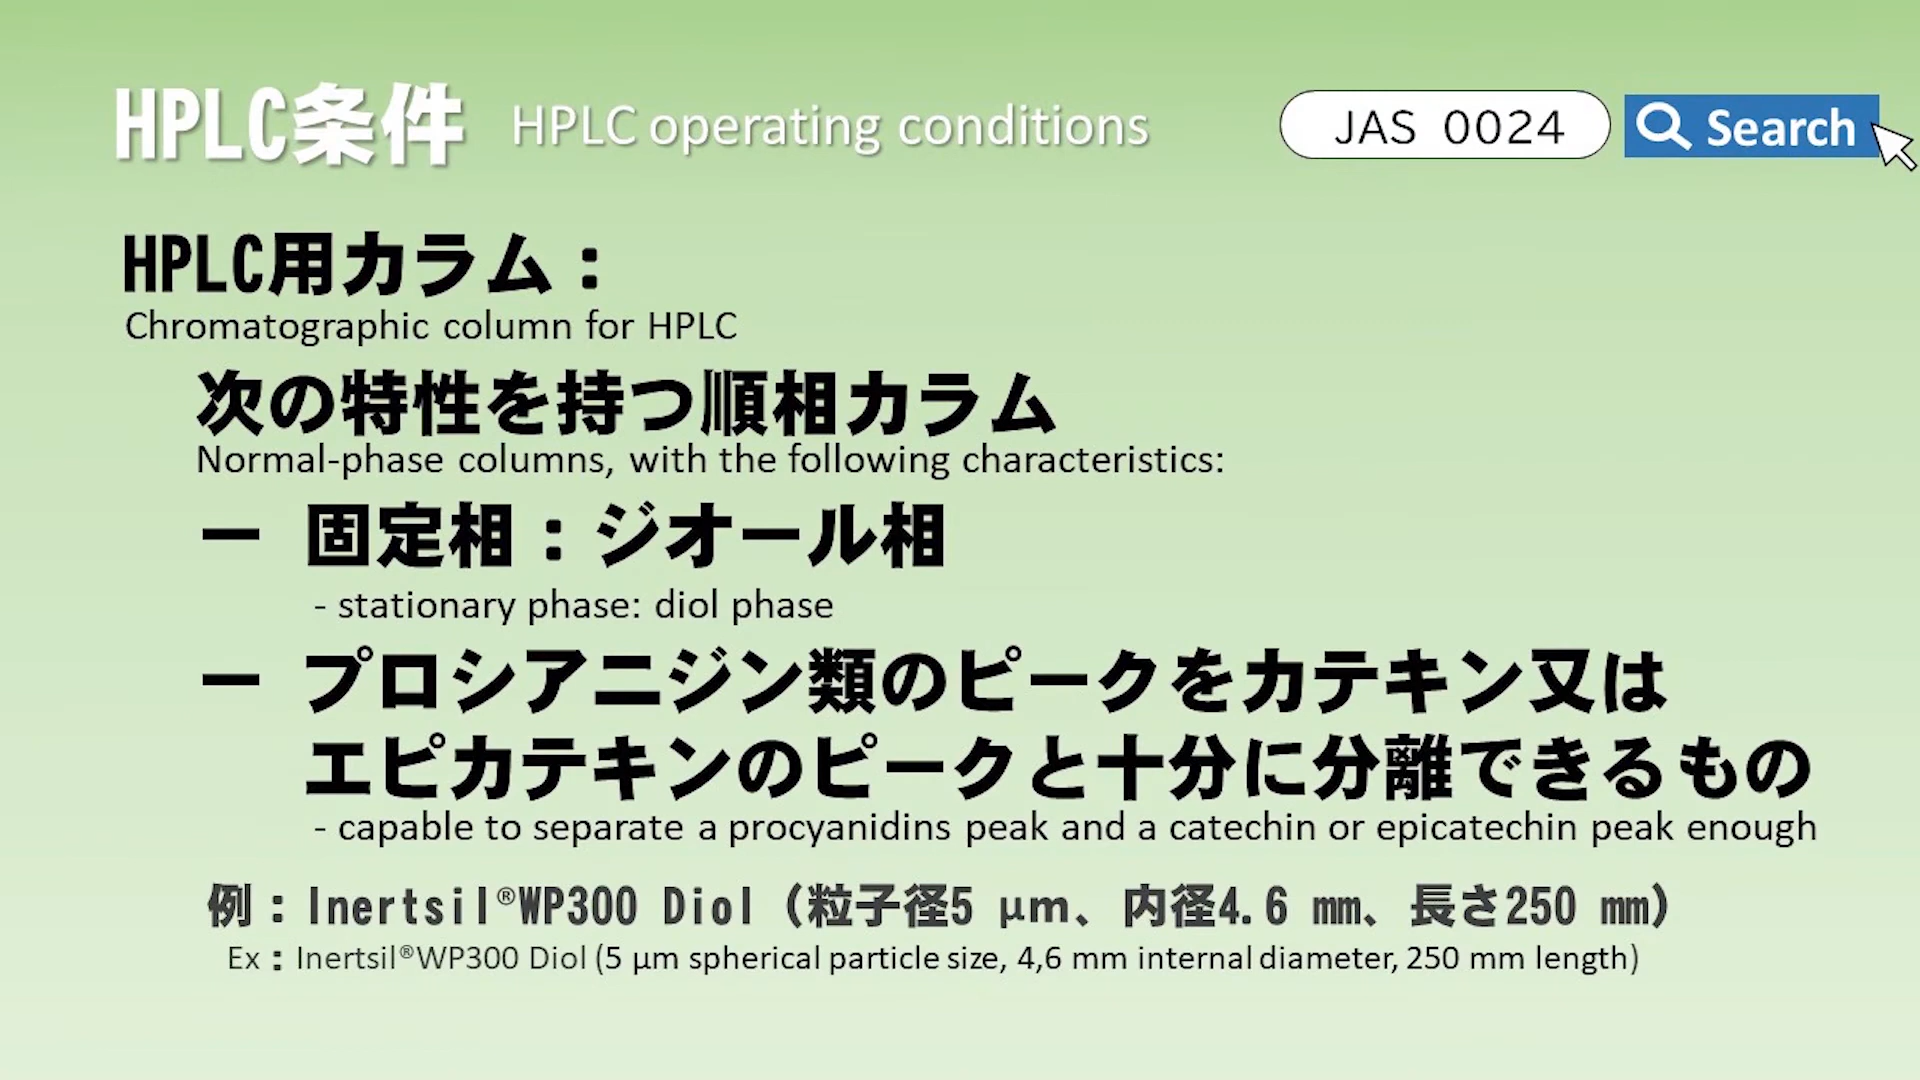 HPLC条件 HPLC operating conditions
JAS 0024 Search
HPLC用カラム：
Chromatographic column for HPLC
次の特性を持つ順相カラム
Normal-phase columns, with the following characteristics:
ー 固定相：ジオール相
- stationary phase: diol phase
ー プロシアニジン類のピークをカテキン又は
エピカテキンのピークと十分に分離できるもの
- capable to separate a procyanidins peak and a catechin or epicatechin peak enough
例：Inertsil®WP300 Diol（粒子径5 μm、内径4.6 mm、長さ250 mm）
Ex：Inertsil®WP300 Diol (5 μm spherical particle size, 4,6 mm internal diameter, 250 mm length)